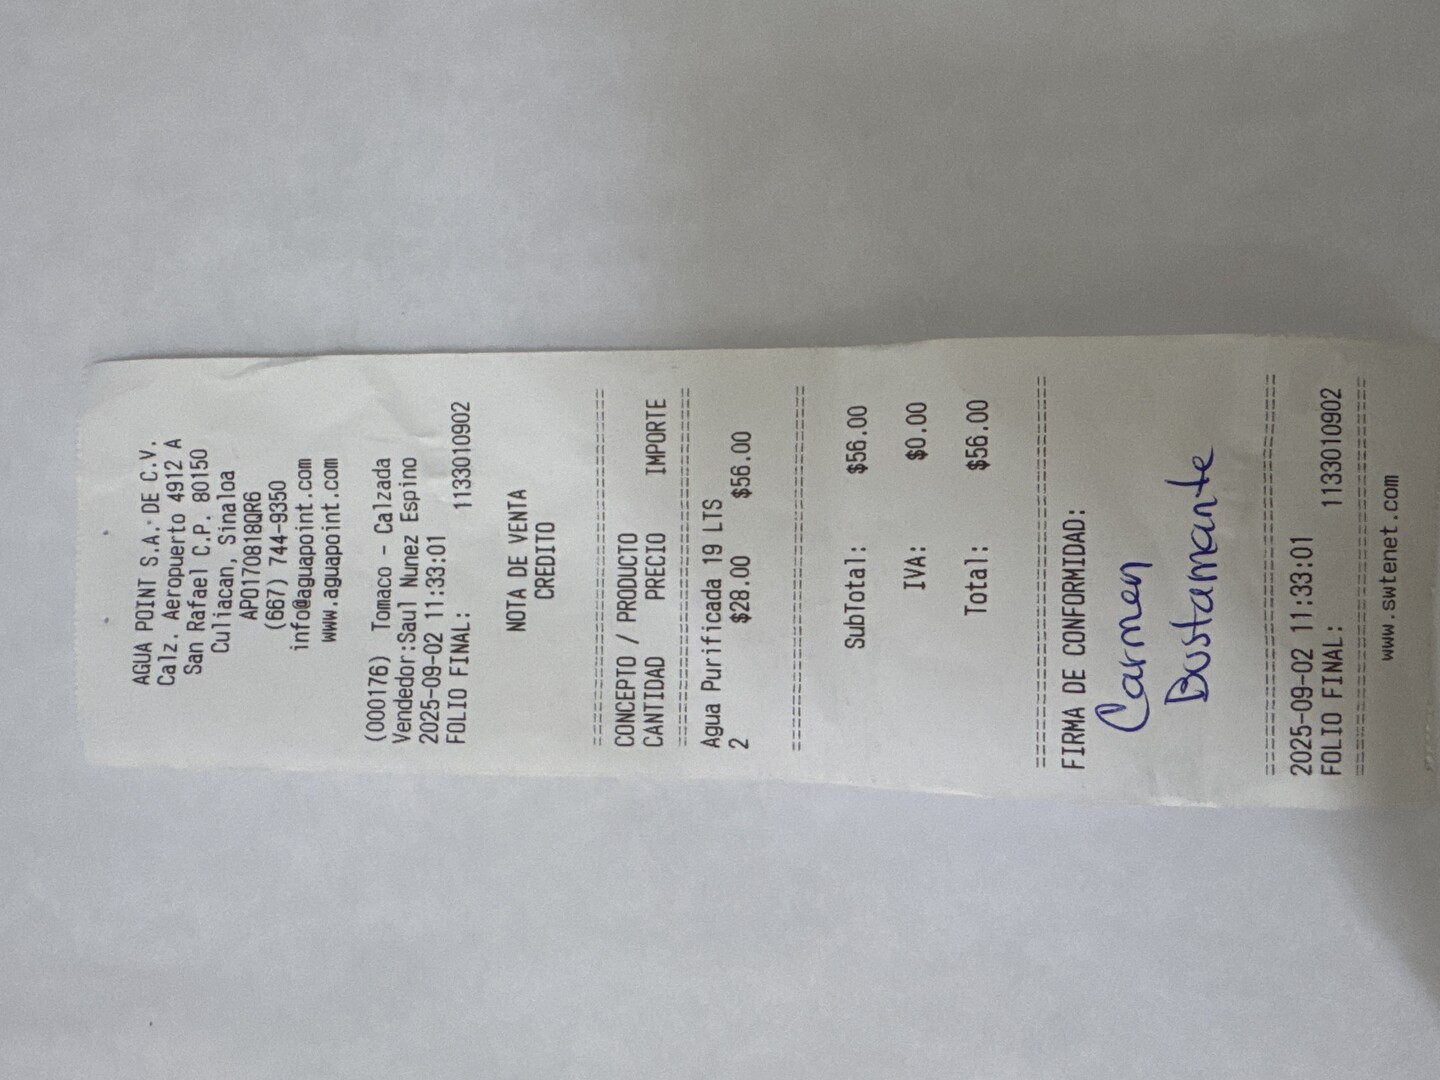 AGUA POINT S.A. DE C.V.
Calz. Aeropuerto 4912 A
San Rafael C.P. 80150
Culiacan, Sinaloa
APO170818QR6
(667) 744-9350
info@aguapoint.com
www.aguapoint.com
(000176) Tomaco - Calzada
Vendedor:Saul Nunez Espino
2025-09-02 11:33:01
FOLIO FINAL: 1133010902
NOTA DE VENTA
CREDITO
CONCEPTO / PRODUCTO
CANTIDAD PRECIO IMPORTE
Agua Purificada 19 LTS
2 $28.00 $56.00
SubTotal: $56.00
IVA: $0.00
Total: $56.00
FIRMA DE CONFORMIDAD:
Carmen
Bustamante
2025-09-02 11:33:01
FOLIO FINAL: 1133010902
www.swtenet.com